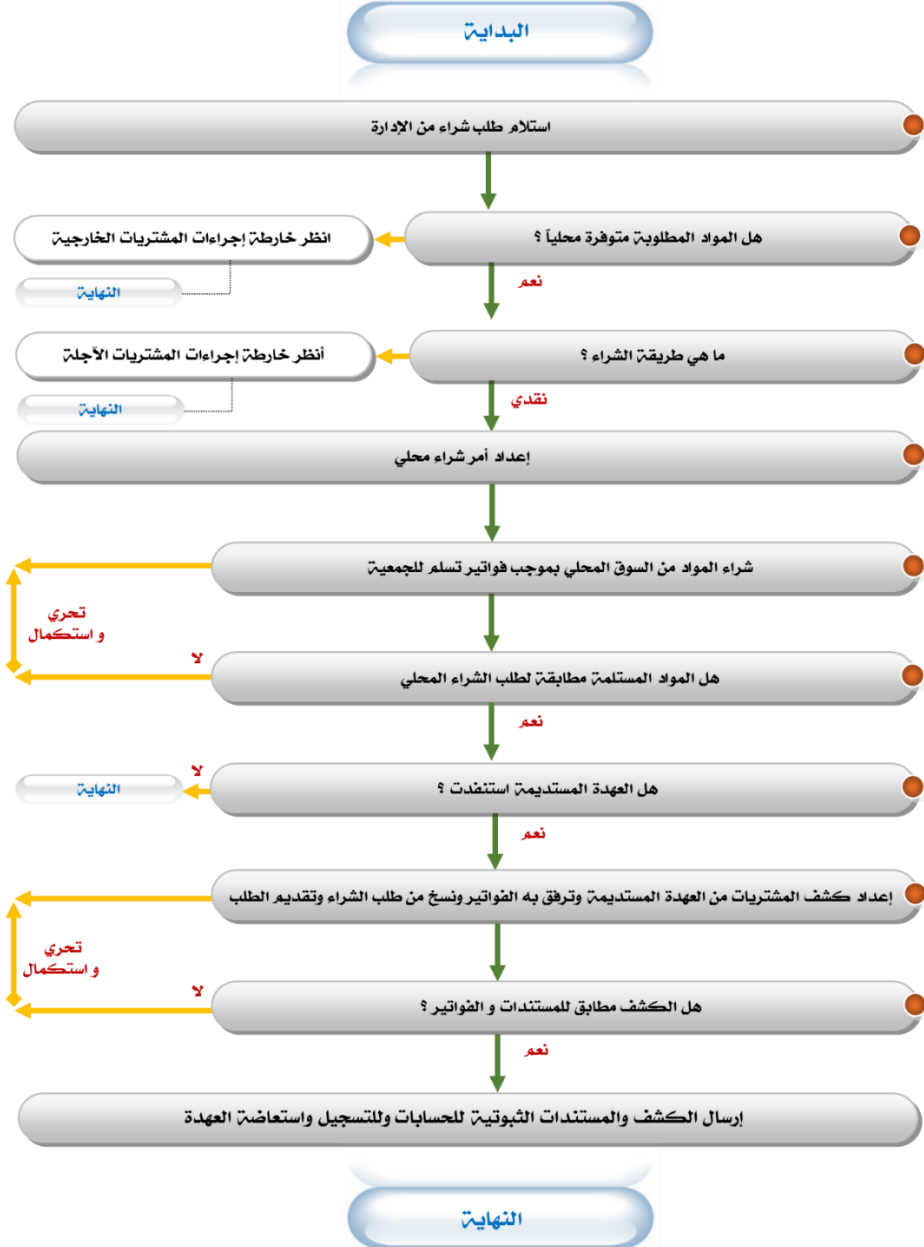 البداية
استلام طلب شراء من الإدارة
هل المواد المطلوبة متوفرة محلياً ؟
انظر خارطة إجراءات المشتريات الخارجية
نعم
النهاية
ما هي طريقة الشراء ؟
أنظر خارطة إجراءات المشتريات الآجلة
نقدي
النهاية
إعداد أمر شراء محلي
شراء المواد من السوق المحلي بموجب فواتير تسلم للجمعية
تحري
و استكمال
هل المواد المستلمة مطابقة لطلب الشراء المحلي
لا
نعم
هل العهدة المستديمة استنفدت ؟
لا
النهاية
نعم
إعداد كشف المشتريات من العهدة المستديمة وترفق به الفواتير ونسخ من طلب الشراء وتقديم الطلب
تحري
و استكمال
هل الكشف مطابق للمستندات و الفواتير ؟
لا
نعم
إرسال الكشف والمستندات الثبوتية للحسابات وللتسجيل واستعاضة العهدة
النهاية